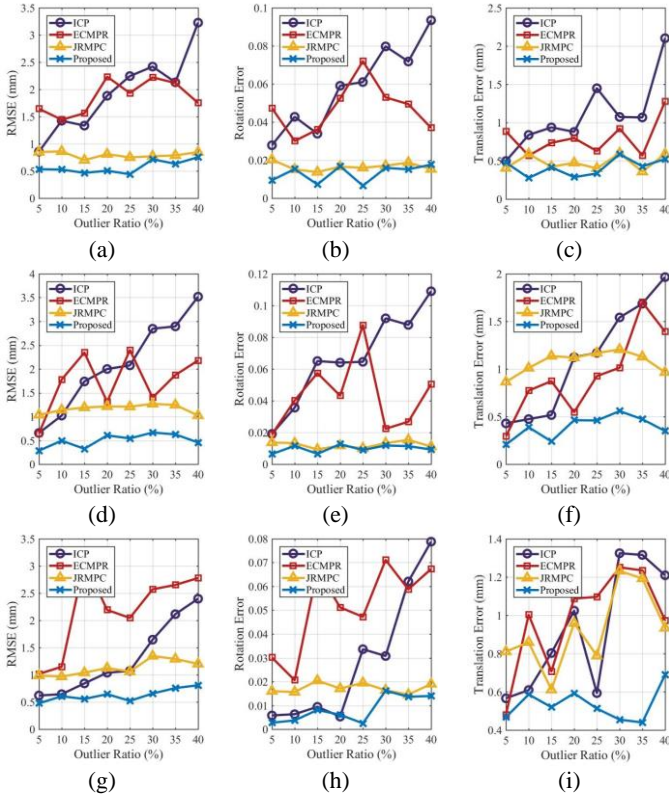 RMSE (mm)
3.5
3
2.5
2
1.5
1
0.5
0
ICP
ECMPR
JRMPC
Proposed
5 10 15 20 25 30 35 40
Outlier Ratio (%)
(a)
Rotation Error
0.1
0.08
0.06
0.04
0.02
0
ICP
ECMPR
JRMPC
Proposed
5 10 15 20 25 30 35 40
Outlier Ratio (%)
(b)
Translation Error (mm)
2.5
2
1.5
1
0.5
0
ICP
ECMPR
JRMPC
Proposed
5 10 15 20 25 30 35 40
Outlier Ratio (%)
(c)
RMSE (mm)
4
3.5
3
2.5
2
1.5
1
0.5
0
ICP
ECMPR
JRMPC
Proposed
5 10 15 20 25 30 35 40
Outlier Ratio (%)
(d)
Rotation Error
0.12
0.1
0.08
0.06
0.04
0.02
0
ICP
ECMPR
JRMPC
Proposed
5 10 15 20 25 30 35 40
Outlier Ratio (%)
(e)
Translation Error (mm)
2
1.5
1
0.5
0
ICP
ECMPR
JRMPC
Proposed
5 10 15 20 25 30 35 40
Outlier Ratio (%)
(f)
RMSE (mm)
3.5
3
2.5
2
1.5
1
0.5
0
ICP
ECMPR
JRMPC
Proposed
5 10 15 20 25 30 35 40
Outlier Ratio (%)
(g)
Rotation Error
0.08
0.07
0.06
0.05
0.04
0.03
0.02
0.01
0
ICP
ECMPR
JRMPC
Proposed
5 10 15 20 25 30 35 40
Outlier Ratio (%)
(h)
Translation Error (mm)
1.4
1.2
1
0.8
0.6
0.4
ICP
ECMPR
JRMPC
Proposed
5 10 15 20 25 30 35 40
Outlier Ratio (%)
(i)